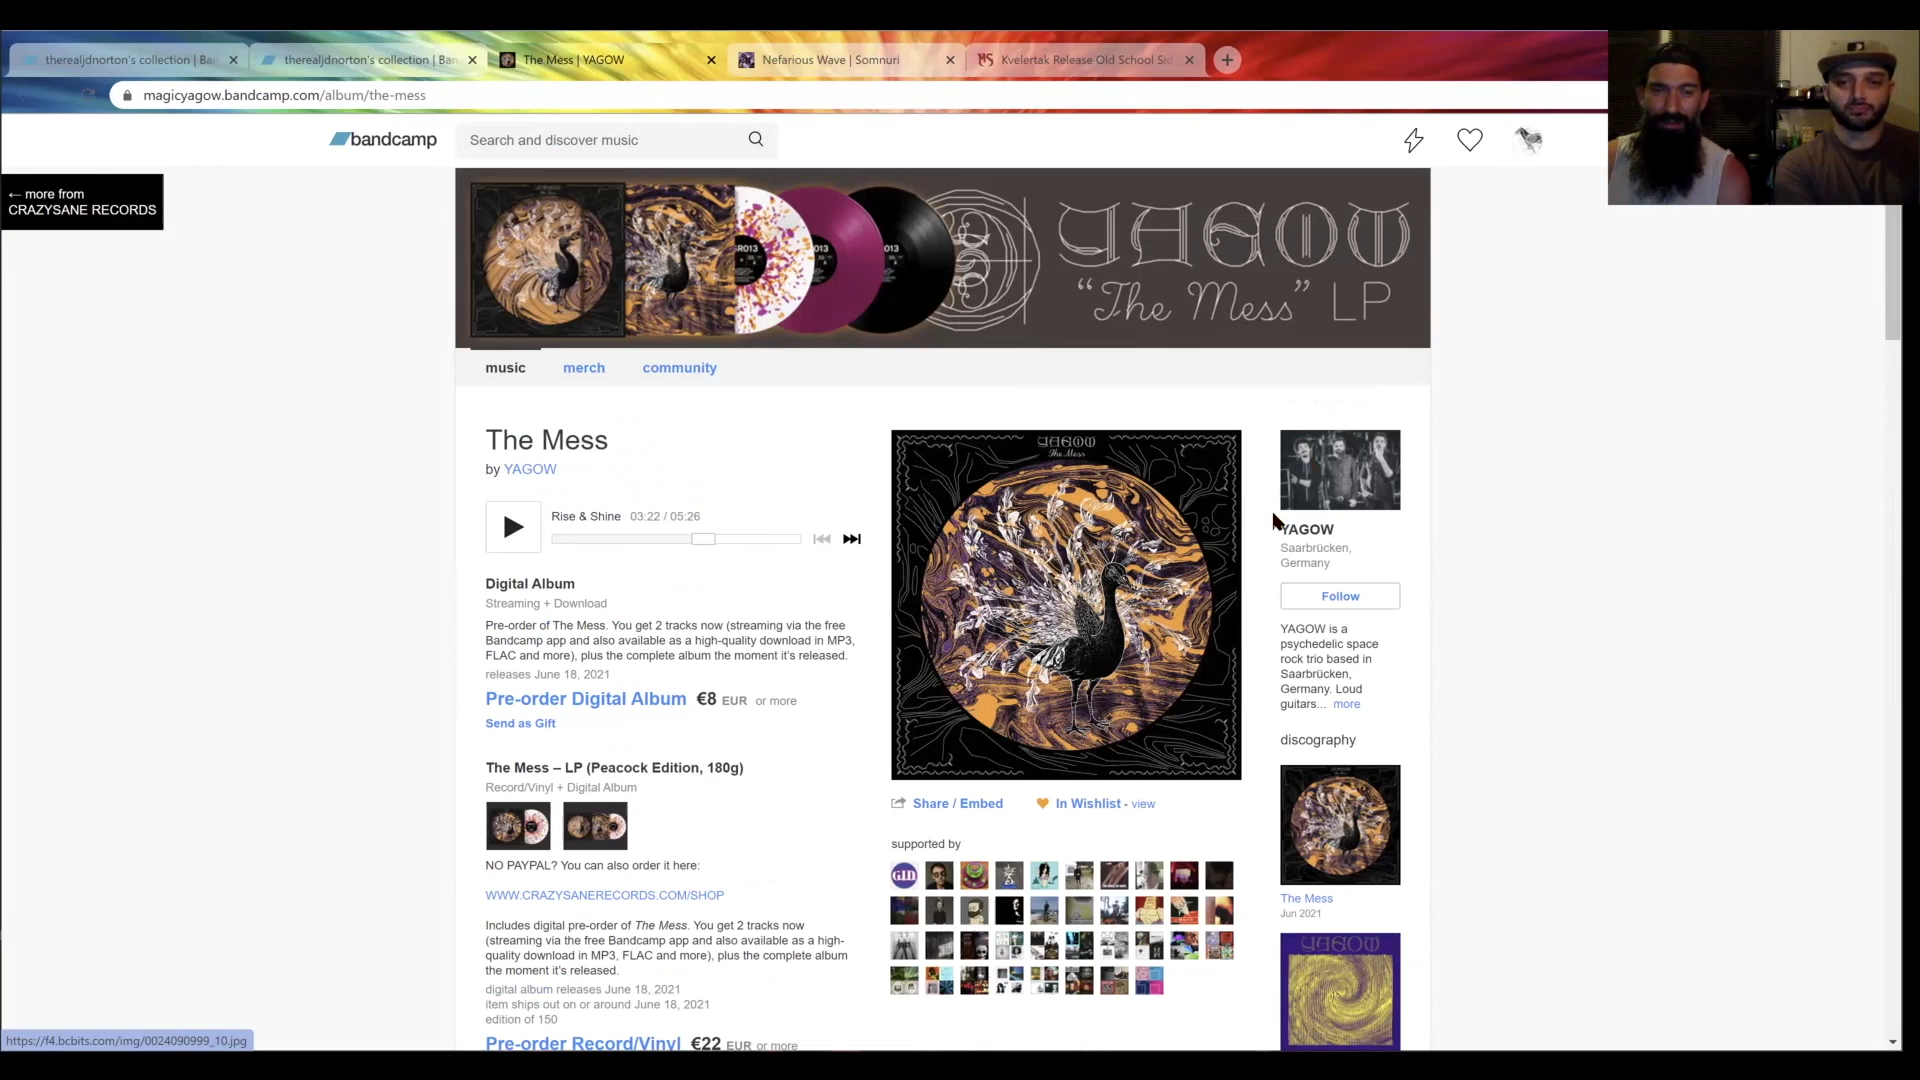 therealjdnorton's collection | Ban
therealjdnorton's collection | Ban
The Mess | YAGOW
Nefarious Wave | Somnuri
Kvelertak Release Old School Sid
magicyagow.bandcamp.com/album/the-mess
bandcamp
Search and discover music
← more from
CRAZYSANE RECORDS
YAGOW
"The Mess" LP
music
merch
community
The Mess
by YAGOW
Rise & Shine 03:22 / 05:26
Digital Album
Streaming + Download
Pre-order of The Mess. You get 2 tracks now (streaming via the free
Bandcamp app and also available as a high-quality download in MP3,
FLAC and more), plus the complete album the moment it's released.
releases June 18, 2021
Pre-order Digital Album €8 EUR or more
Send as Gift
The Mess – LP (Peacock Edition, 180g)
Record/Vinyl + Digital Album
NO PAYPAL? You can also order it here:
WWW.CRAZYSANERECORDS.COM/SHOP
Includes digital pre-order of The Mess. You get 2 tracks now
(streaming via the free Bandcamp app and also available as a high-
quality download in MP3, FLAC and more), plus the complete album
the moment it's released.
digital album releases June 18, 2021
item ships out on or around June 18, 2021
edition of 150
Pre-order Record/Vinyl €22 EUR or more
YAGOW
The Mess
Share / Embed
In Wishlist - view
supported by
YAGOW
Saarbrücken,
Germany
Follow
YAGOW is a
psychedelic space
rock trio based in
Saarbrücken,
Germany. Loud
guitars... more
discography
The Mess
Jun 2021
YAGOW
https://f4.bcbits.com/img/0024090999_10.jpg